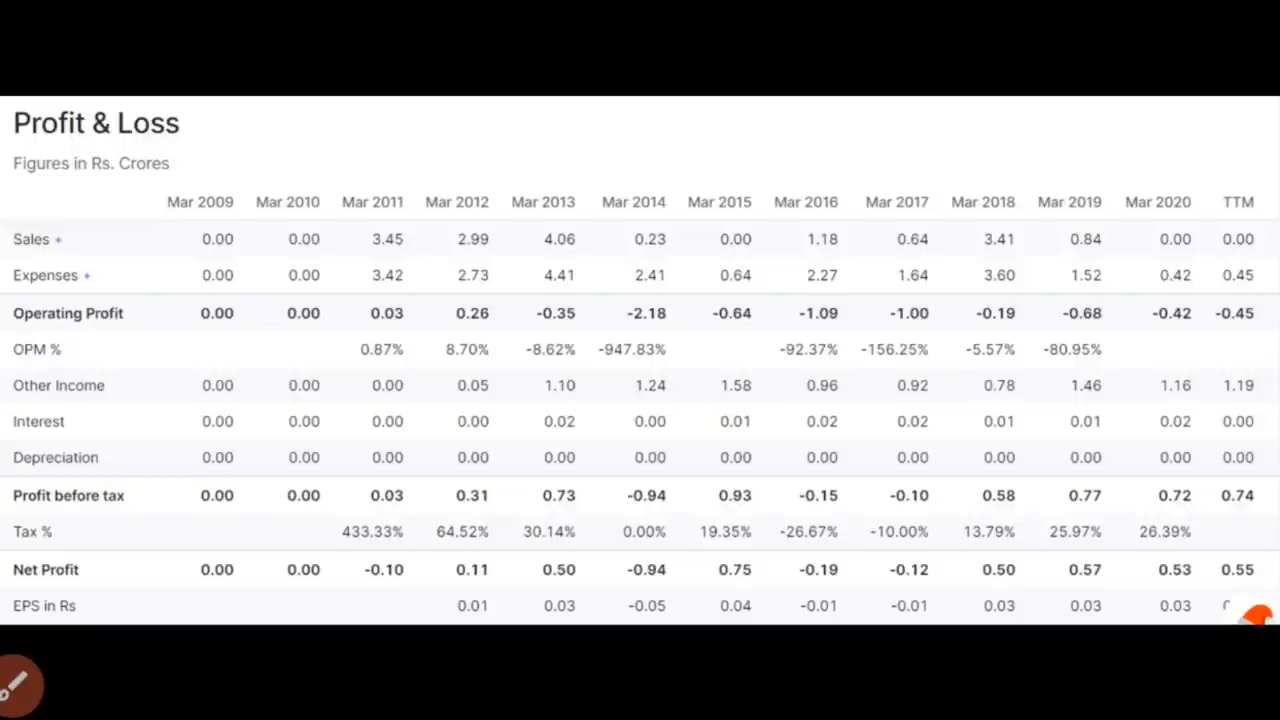 Profit & Loss
Figures in Rs. Crores
Mar 2009 Mar 2010 Mar 2011 Mar 2012 Mar 2013 Mar 2014 Mar 2015 Mar 2016 Mar 2017 Mar 2018 Mar 2019 Mar 2020 TTM
Sales + 0.00 0.00 3.45 2.99 4.06 0.23 0.00 1.18 0.64 3.41 0.84 0.00 0.00
Expenses + 0.00 0.00 3.42 2.73 4.41 2.41 0.64 2.27 1.64 3.60 1.52 0.42 0.45
Operating Profit 0.00 0.00 0.03 0.26 -0.35 -2.18 -0.64 -1.09 -1.00 -0.19 -0.68 -0.42 -0.45
OPM % 0.87% 8.70% -8.62% -947.83% -92.37% -156.25% -5.57% -80.95%
Other Income 0.00 0.00 0.00 0.05 1.10 1.24 1.58 0.96 0.92 0.78 1.46 1.16 1.19
Interest 0.00 0.00 0.00 0.00 0.02 0.00 0.01 0.02 0.02 0.01 0.01 0.02 0.00
Depreciation 0.00 0.00 0.00 0.00 0.00 0.00 0.00 0.00 0.00 0.00 0.00 0.00 0.00
Profit before tax 0.00 0.00 0.03 0.31 0.73 -0.94 0.93 -0.15 -0.10 0.58 0.77 0.72 0.74
Tax % 433.33% 64.52% 30.14% 0.00% 19.35% -26.67% -10.00% 13.79% 25.97% 26.39%
Net Profit 0.00 0.00 -0.10 0.11 0.50 -0.94 0.75 -0.19 -0.12 0.50 0.57 0.53 0.55
EPS in Rs 0.01 0.03 -0.05 0.04 -0.01 -0.01 0.03 0.03 0.03